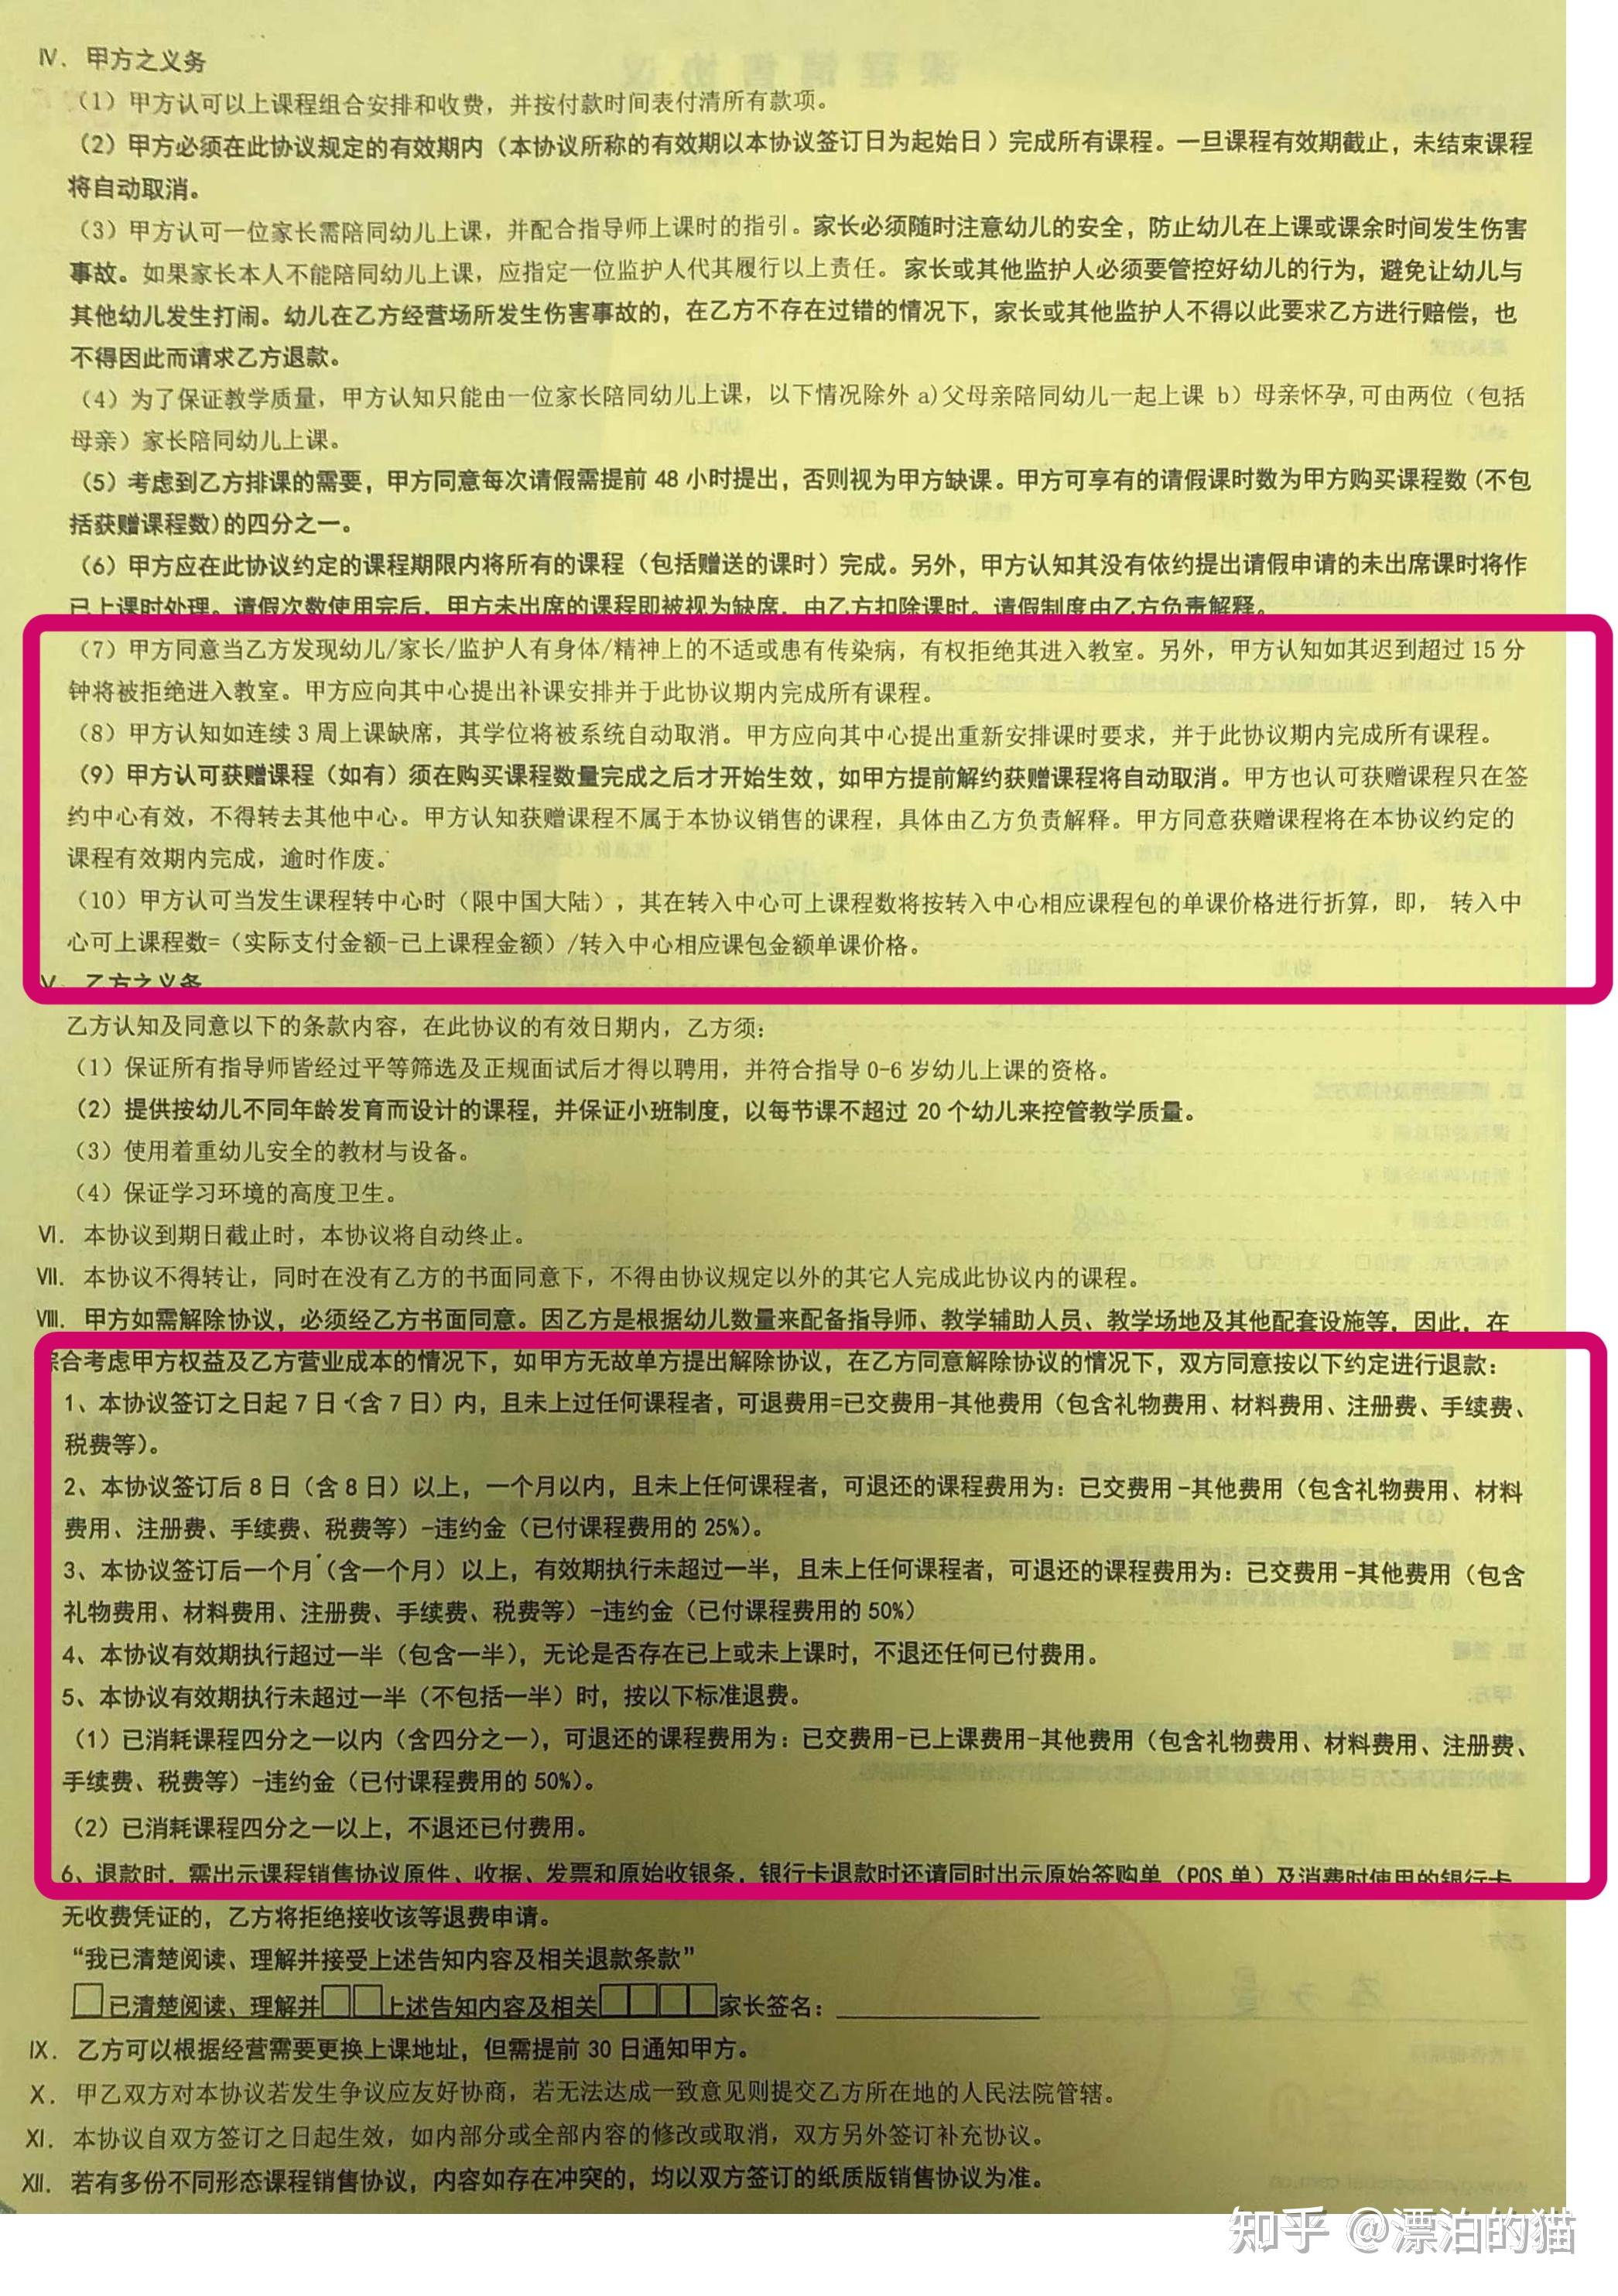 Ⅳ. 甲方之义务
（1）甲方认可以上课程组合安排和收费，并按付款时间表付清所有款项。
（2）甲方必须在此协议规定的有效期内（本协议所称的有效期以本协议签订日为起始日）完成所有课程。一旦课程有效期截止，未结束课程
将自动取消。
（3）甲方认可一位家长需陪同幼儿上课，并配合指导师上课时的指引。家长必须随时注意幼儿的安全，防止幼儿在上课或课余时间发生伤害
事故。如果家长本人不能陪同幼儿上课，应指定一位监护人代其履行以上责任。家长或其他监护人必须要管控好幼儿的行为，避免让幼儿与
其他幼儿发生打闹。幼儿在乙方经营场所发生伤害事故的，在乙方不存在过错的情况下，家长或其他监护人不得以此要求乙方进行赔偿，也
不得因此而请求乙方退款。
（4）为了保证教学质量，甲方认知只能由一位家长陪同幼儿上课，以下情况除外 a)父母亲陪同幼儿一起上课 b）母亲怀孕,可由两位（包括
母亲）家长陪同幼儿上课。
（5）考虑到乙方排课的需要，甲方同意每次请假需提前 48 小时提出，否则视为甲方缺课。甲方可享有的请假课时数为甲方购买课程数(不包
括获赠课程数)的四分之一。
（6）甲方应在此协议约定的课程期限内将所有的课程（包括赠送的课时）完成。另外，甲方认知其没有依约提出请假申请的未出席课时将作
已上课时处理。请假次数使用完后，甲方未出席的课程即被视为缺席，由乙方扣除课时。请假制度由乙方负责解释。
（7）甲方同意当乙方发现幼儿/家长/监护人有身体/精神上的不适或患有传染病，有权拒绝其进入教室。另外，甲方认知如其迟到超过 15 分
钟将被拒绝进入教室。甲方应向其中心提出补课安排并于此协议期内完成所有课程。
（8）甲方认知如连续 3 周上课缺席，其学位将被系统自动取消。甲方应向其中心提出重新安排课时要求，并于此协议期内完成所有课程。
（9）甲方认可获赠课程（如有）须在购买课程数量完成之后才开始生效，如甲方提前解约获赠课程将自动取消。甲方也认可获赠课程只在签
约中心有效，不得转去其他中心。甲方认知获赠课程不属于本协议销售的课程，具体由乙方负责解释。甲方同意获赠课程将在本协议约定的
课程有效期内完成，逾时作废。
（10）甲方认可当发生课程转中心时（限中国大陆），其在转入中心可上课程数将按转入中心相应课程包的单课价格进行折算，即， 转入中
心可上课程数=（实际支付金额-已上课程金额）/转入中心相应课包金额单课价格。
Ⅴ. 乙方之义务
乙方认知及同意以下的条款内容，在此协议的有效日期内，乙方须：
（1）保证所有指导师皆经过平等筛选及正规面试后才得以聘用，并符合指导 0-6 岁幼儿上课的资格。
（2）提供按幼儿不同年龄发育而设计的课程，并保证小班制度，以每节课不超过 20 个幼儿来控管教学质量。
（3）使用着重幼儿安全的教材与设备。
（4）保证学习环境的高度卫生。
Ⅵ. 本协议到期日截止时，本协议将自动终止。
Ⅶ. 本协议不得转让，同时在没有乙方的书面同意下，不得由协议规定以外的其它人完成此协议内的课程。
Ⅷ. 甲方如需解除协议，必须经乙方书面同意。因乙方是根据幼儿数量来配备指导师、教学辅助人员、教学场地及其他配套设施等，因此，在
综合考虑甲方权益及乙方营业成本的情况下，如甲方无故单方提出解除协议，在乙方同意解除协议的情况下，双方同意按以下约定进行退款：
1、本协议签订之日起 7 日（含 7 日）内，且未上过任何课程者，可退费用=已交费用-其他费用（包含礼物费用、材料费用、注册费、手续费、
税费等）。
2、本协议签订后 8 日（含 8 日）以上，一个月以内，且未上任何课程者，可退还的课程费用为：已交费用-其他费用（包含礼物费用、材料
费用、注册费、手续费、税费等）-违约金（已付课程费用的 25%）。
3、本协议签订后一个月（含一个月）以上，有效期执行未超过一半，且未上任何课程者，可退还的课程费用为：已交费用-其他费用（包含
礼物费用、材料费用、注册费、手续费、税费等）-违约金（已付课程费用的 50%）
4、本协议有效期执行超过一半（包含一半），无论是否存在已上或未上课时，不退还任何已付费用。
5、本协议有效期执行未超过一半（不包括一半）时，按以下标准退费。
（1）已消耗课程四分之一以内（含四分之一），可退还的课程费用为：已交费用-已上课费用-其他费用（包含礼物费用、材料费用、注册费、
手续费、税费等）-违约金（已付课程费用的 50%）。
（2）已消耗课程四分之一以上，不退还已付费用。
6、退款时，需出示课程销售协议原件、收据、发票和原始收银条，银行卡退款时还请同时出示原始签购单（POS 单）及消费时使用的银行卡
无收费凭证的，乙方将拒绝接收该等退费申请。
“我已清楚阅读、理解并接受上述告知内容及相关退款条款”
□已清楚阅读、理解并□□上述告知内容及相关□□□□家长签名：
Ⅸ. 乙方可以根据经营需要更换上课地址，但需提前 30 日通知甲方。
Ⅹ. 甲乙双方对本协议若发生争议应友好协商，若无法达成一致意见则提交乙方所在地的人民法院管辖。
Ⅺ. 本协议自双方签订之日起生效，如内部分或全部内容的修改或取消，双方另外签订补充协议。
Ⅻ. 若有多份不同形态课程销售协议，内容如存在冲突的，均以双方签订的纸质版销售协议为准。
知乎 @漂泊的猫